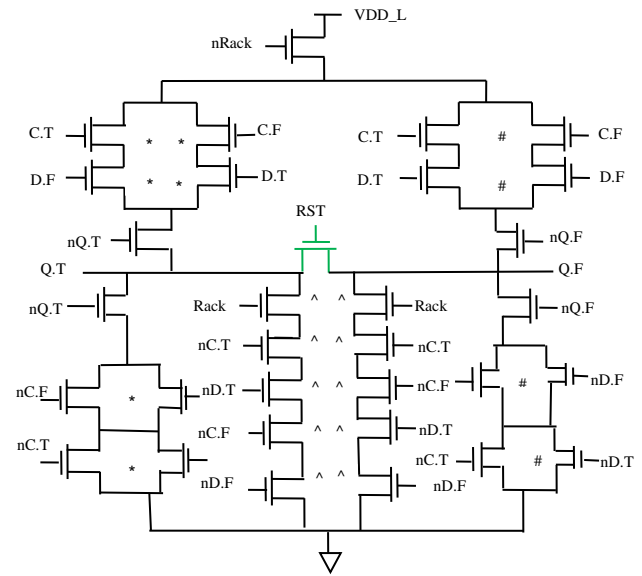 VDD_L
nRack
C.T * * C.F C.T # C.F
D.F * * D.T D.T # D.F
RST
nQ.T nQ.F
Q.T Q.F
nQ.T Rack ^ ^ Rack nQ.F
nC.T ^ ^ nC.T
nC.F * nD.T ^ ^ nC.F # nD.F
nC.T nC.F ^ ^ nD.T nC.T # nD.T
* nD.F ^ ^ nD.F